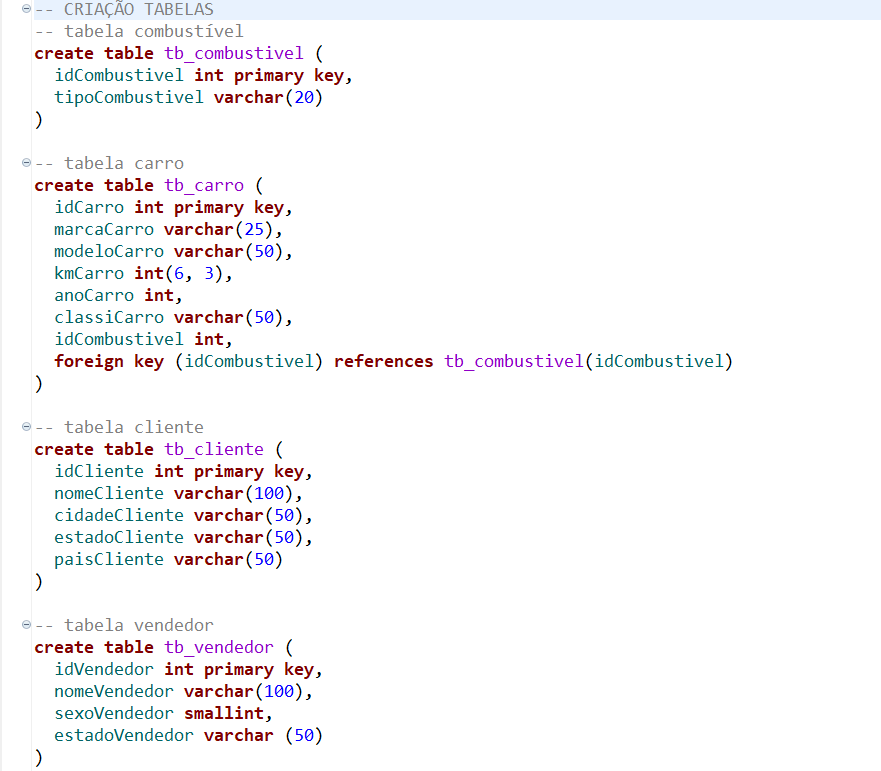 -- CRIAÇÃO TABELAS
-- tabela combustível
create table tb_combustivel (
idCombustivel int primary key,
tipoCombustivel varchar(20)
)
-- tabela carro
create table tb_carro (
idCarro int primary key,
marcaCarro varchar(25),
modeloCarro varchar(50),
kmCarro int(6, 3),
anoCarro int,
classiCarro varchar(50),
idCombustivel int,
foreign key (idCombustivel) references tb_combustivel(idCombustivel)
)
-- tabela cliente
create table tb_cliente (
idCliente int primary key,
nomeCliente varchar(100),
cidadeCliente varchar(50),
estadoCliente varchar(50),
paisCliente varchar(50)
)
-- tabela vendedor
create table tb_vendedor (
idVendedor int primary key,
nomeVendedor varchar(100),
sexoVendedor smallint,
estadoVendedor varchar (50)
)